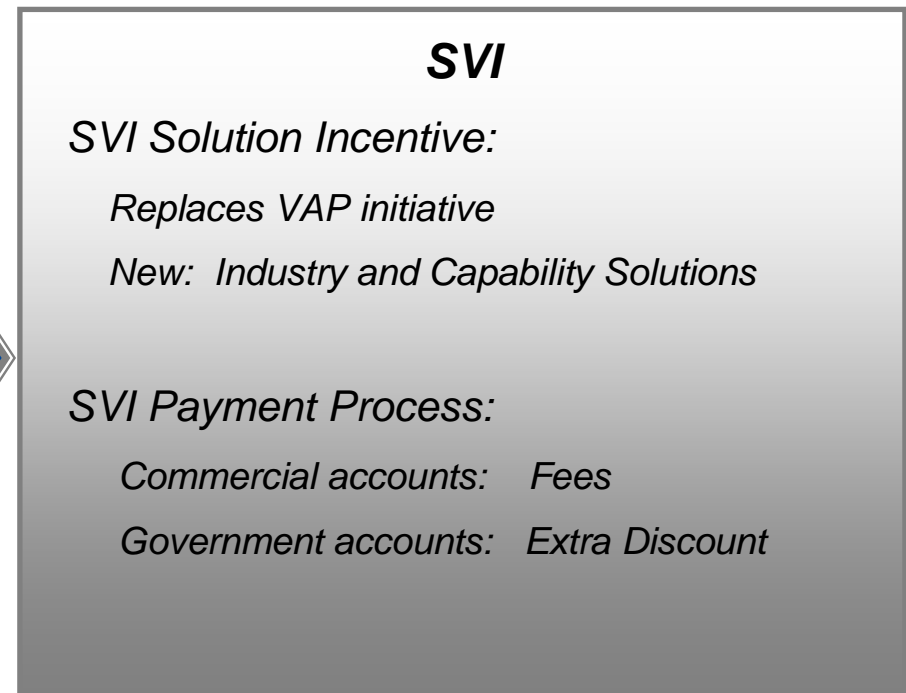 SVI
SVI Solution Incentive:
Replaces VAP initiative
New: Industry and Capability Solutions
SVI Payment Process:
Commercial accounts: Fees
Government accounts: Extra Discount